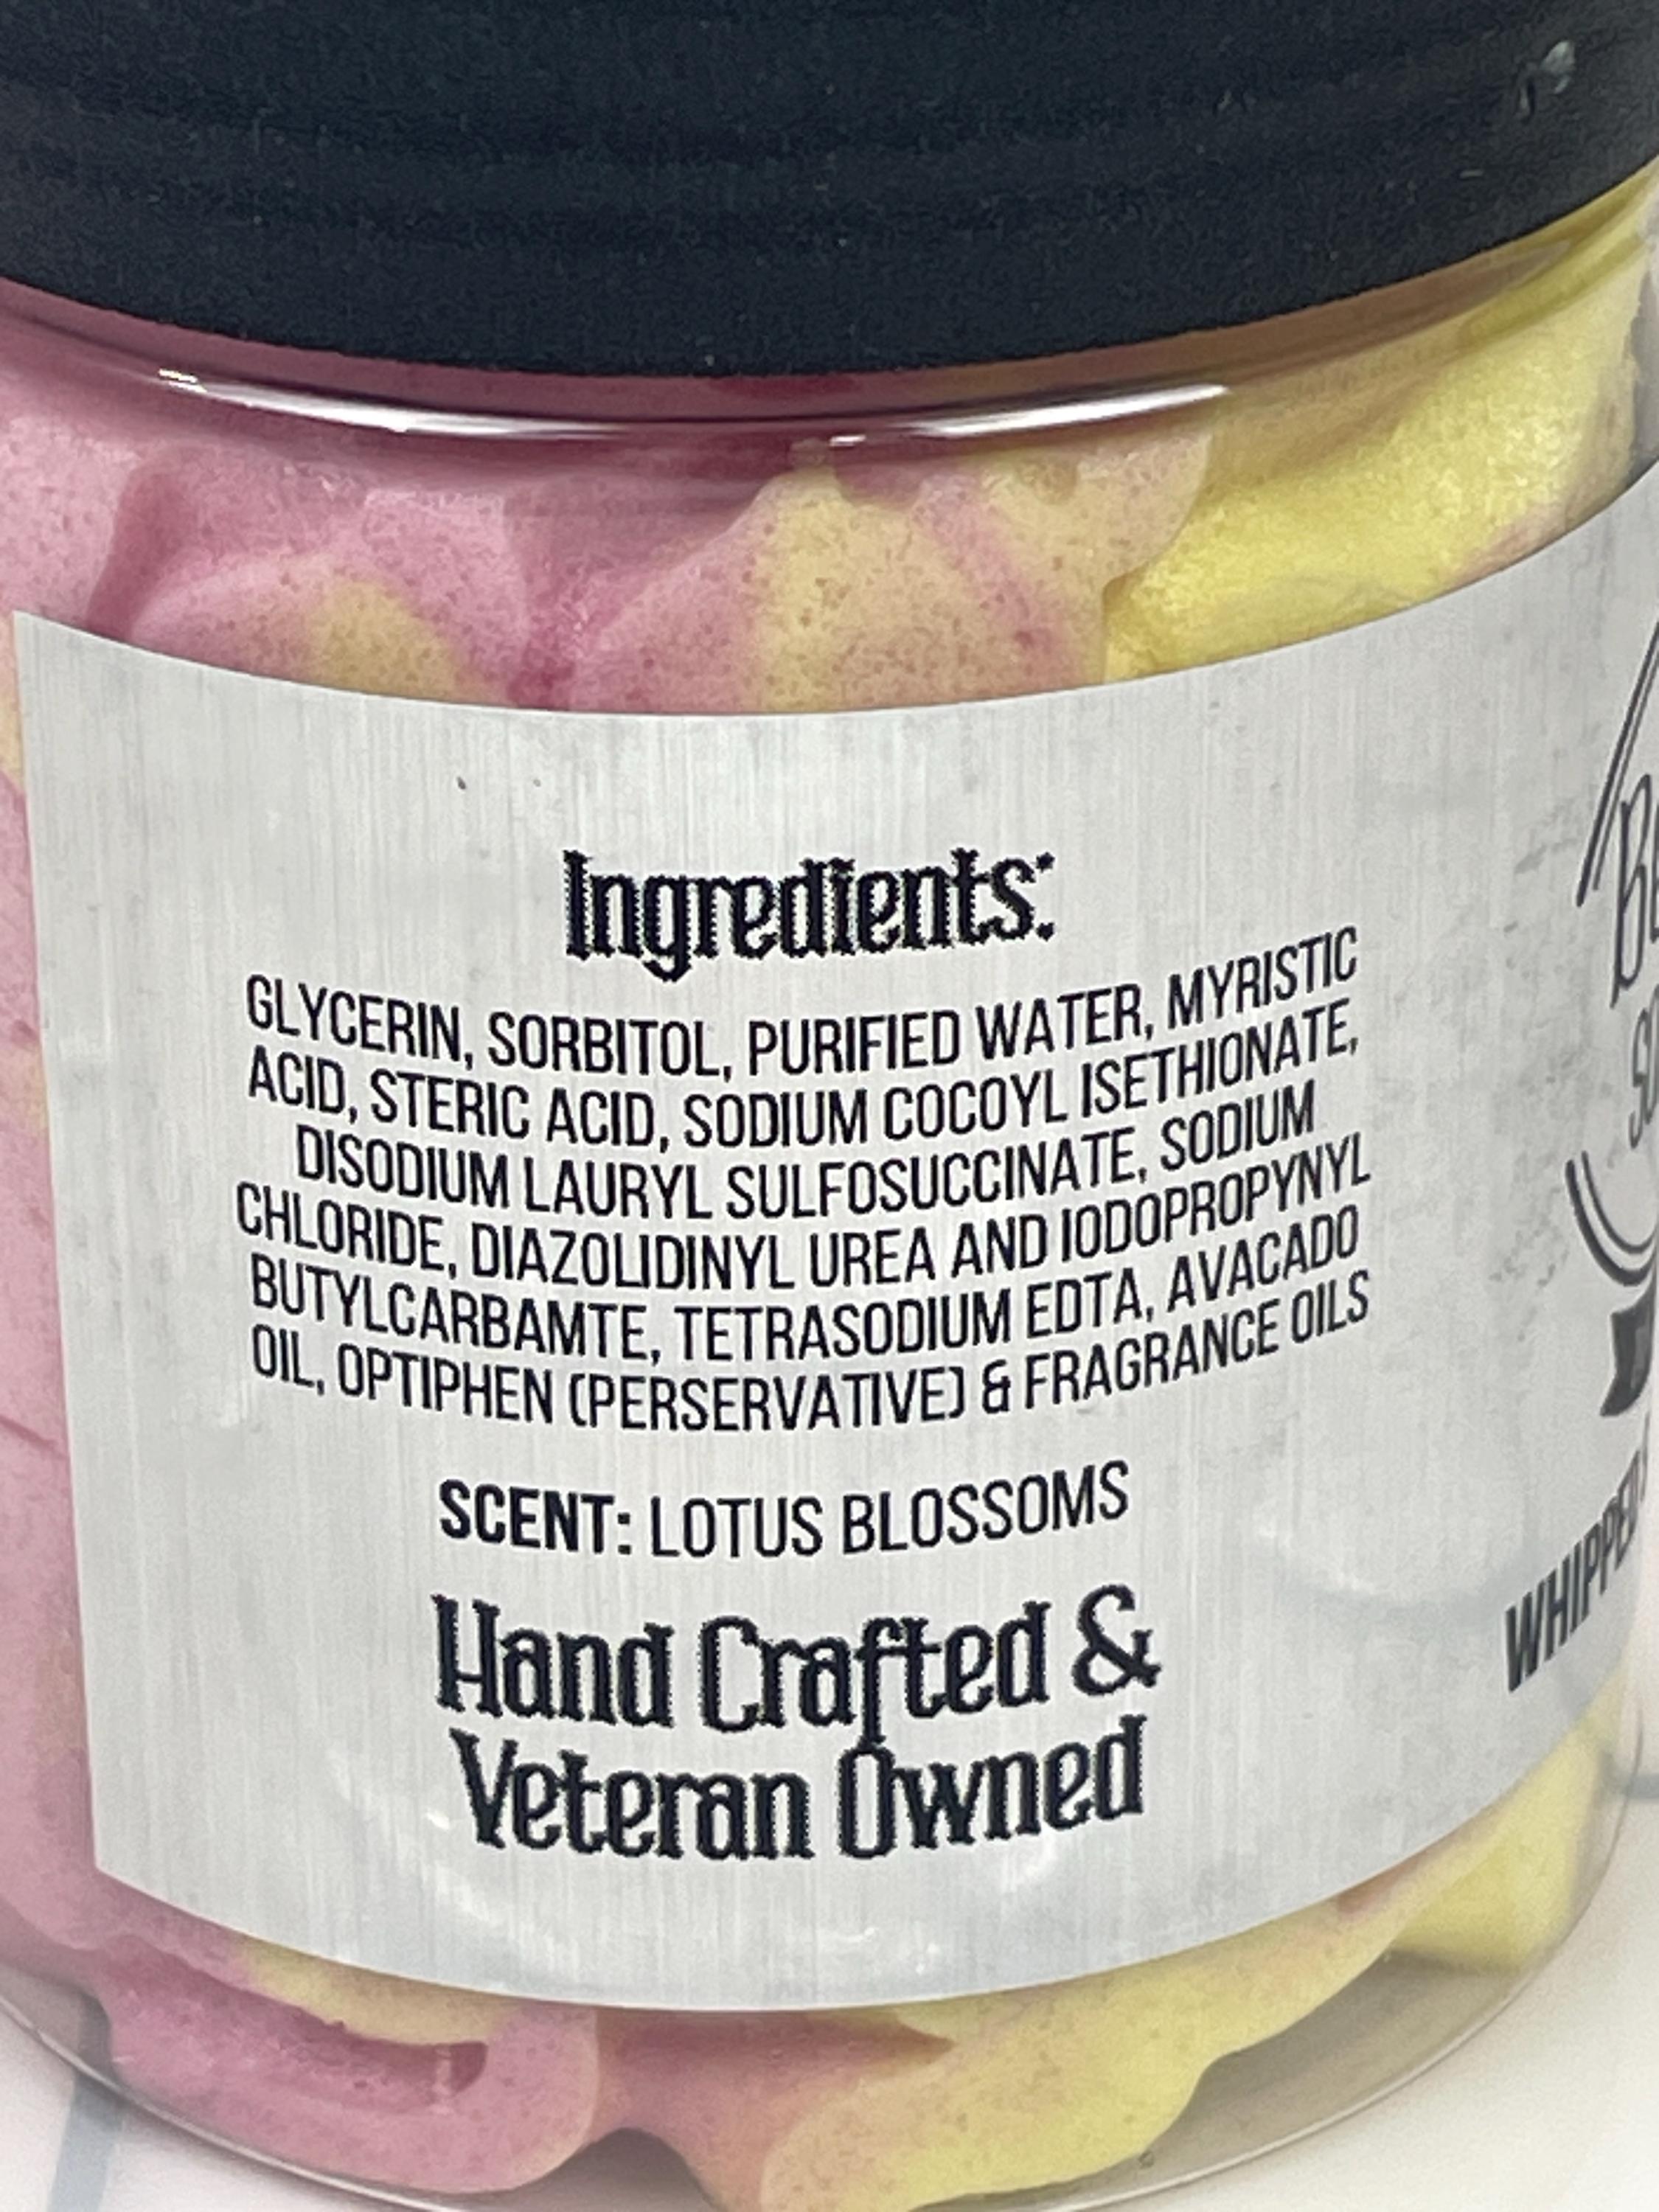 Ingredients:
GLYCERIN, SORBITOL, PURIFIED WATER, MYRISTIC
ACID, STERIC ACID, SODIUM COCOYL ISETHIONATE,
DISODIUM LAURYL SULFOSUCCINATE, SODIUM
CHLORIDE, DIAZOLIDINYL UREA AND IODOPROPYNYL
BUTYLCARBAMTE, TETRASODIUM EDTA, AVACADO
OIL, OPTIPHEN (PERSERVATIVE) & FRAGRANCE OILS
SCENT: LOTUS BLOSSOMS
Hand Crafted &
Veteran Owned
WHIPPED